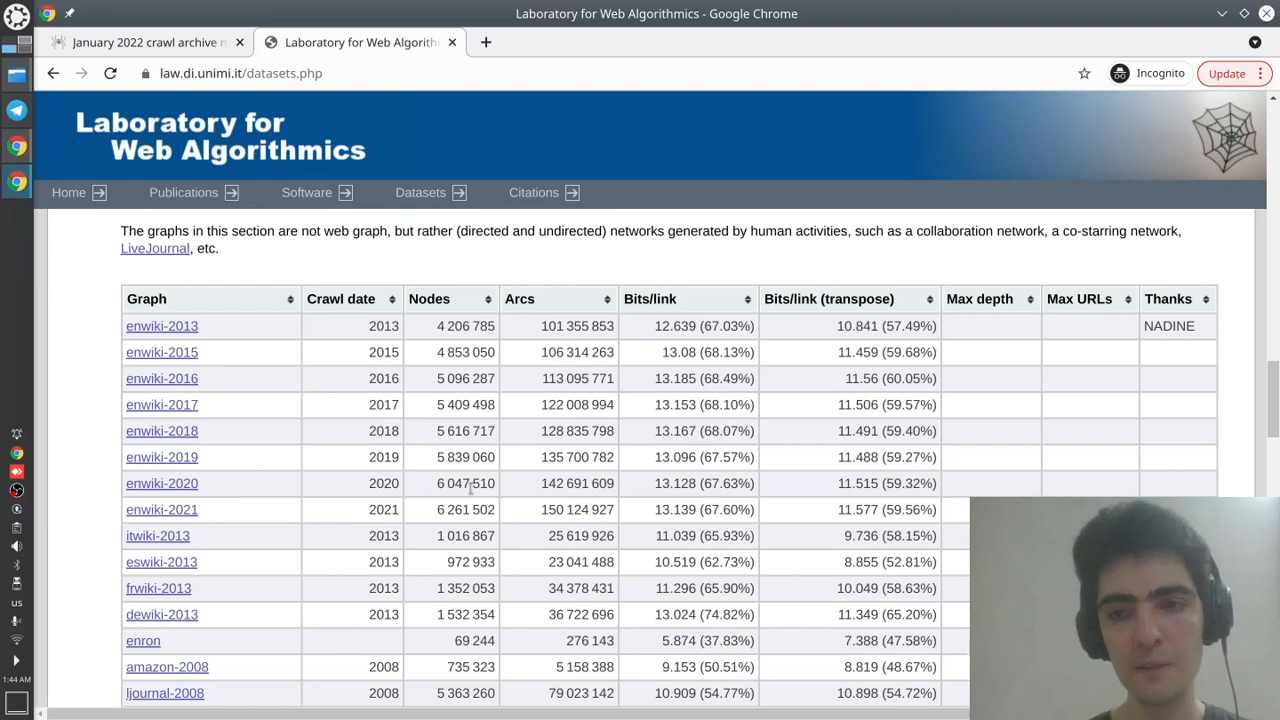 Laboratory for Web Algorithmics - Google Chrome
January 2022 crawl archive n
Laboratory for Web Algorith
law.di.unimi.it/datasets.php
Incognito
Update
Laboratory for
Web Algorithmics
Home Publications Software Datasets Citations
The graphs in this section are not web graph, but rather (directed and undirected) networks generated by human activities, such as a collaboration network, a co-starring network,
LiveJournal, etc.
Graph Crawl date Nodes Arcs Bits/link Bits/link (transpose) Max depth Max URLs Thanks
enwiki-2013 2013 4 206 785 101 355 853 12.639 (67.03%) 10.841 (57.49%) NADINE
enwiki-2015 2015 4 853 050 106 314 263 13.08 (68.13%) 11.459 (59.68%)
enwiki-2016 2016 5 096 287 113 095 771 13.185 (68.49%) 11.56 (60.05%)
enwiki-2017 2017 5 409 498 122 008 994 13.153 (68.10%) 11.506 (59.57%)
enwiki-2018 2018 5 616 717 128 835 798 13.167 (68.07%) 11.491 (59.40%)
enwiki-2019 2019 5 839 060 135 700 782 13.096 (67.57%) 11.488 (59.27%)
enwiki-2020 2020 6 047 510 142 691 609 13.128 (67.63%) 11.515 (59.32%)
enwiki-2021 2021 6 261 502 150 124 927 13.139 (67.60%) 11.577 (59.56%)
itwiki-2013 2013 1 016 867 25 619 926 11.039 (65.93%) 9.736 (58.15%)
eswiki-2013 2013 972 933 23 041 488 10.519 (62.73%) 8.855 (52.81%)
frwiki-2013 2013 1 352 053 34 378 431 11.296 (65.90%) 10.049 (58.63%)
dewiki-2013 2013 1 532 354 36 722 696 13.024 (74.82%) 11.349 (65.20%)
enron 69 244 276 143 5.874 (37.83%) 7.388 (47.58%)
amazon-2008 2008 735 323 5 158 388 9.153 (50.51%) 8.819 (48.67%)
ljournal-2008 2008 5 363 260 79 023 142 10.909 (54.77%) 10.898 (54.72%)
us
1:44 AM